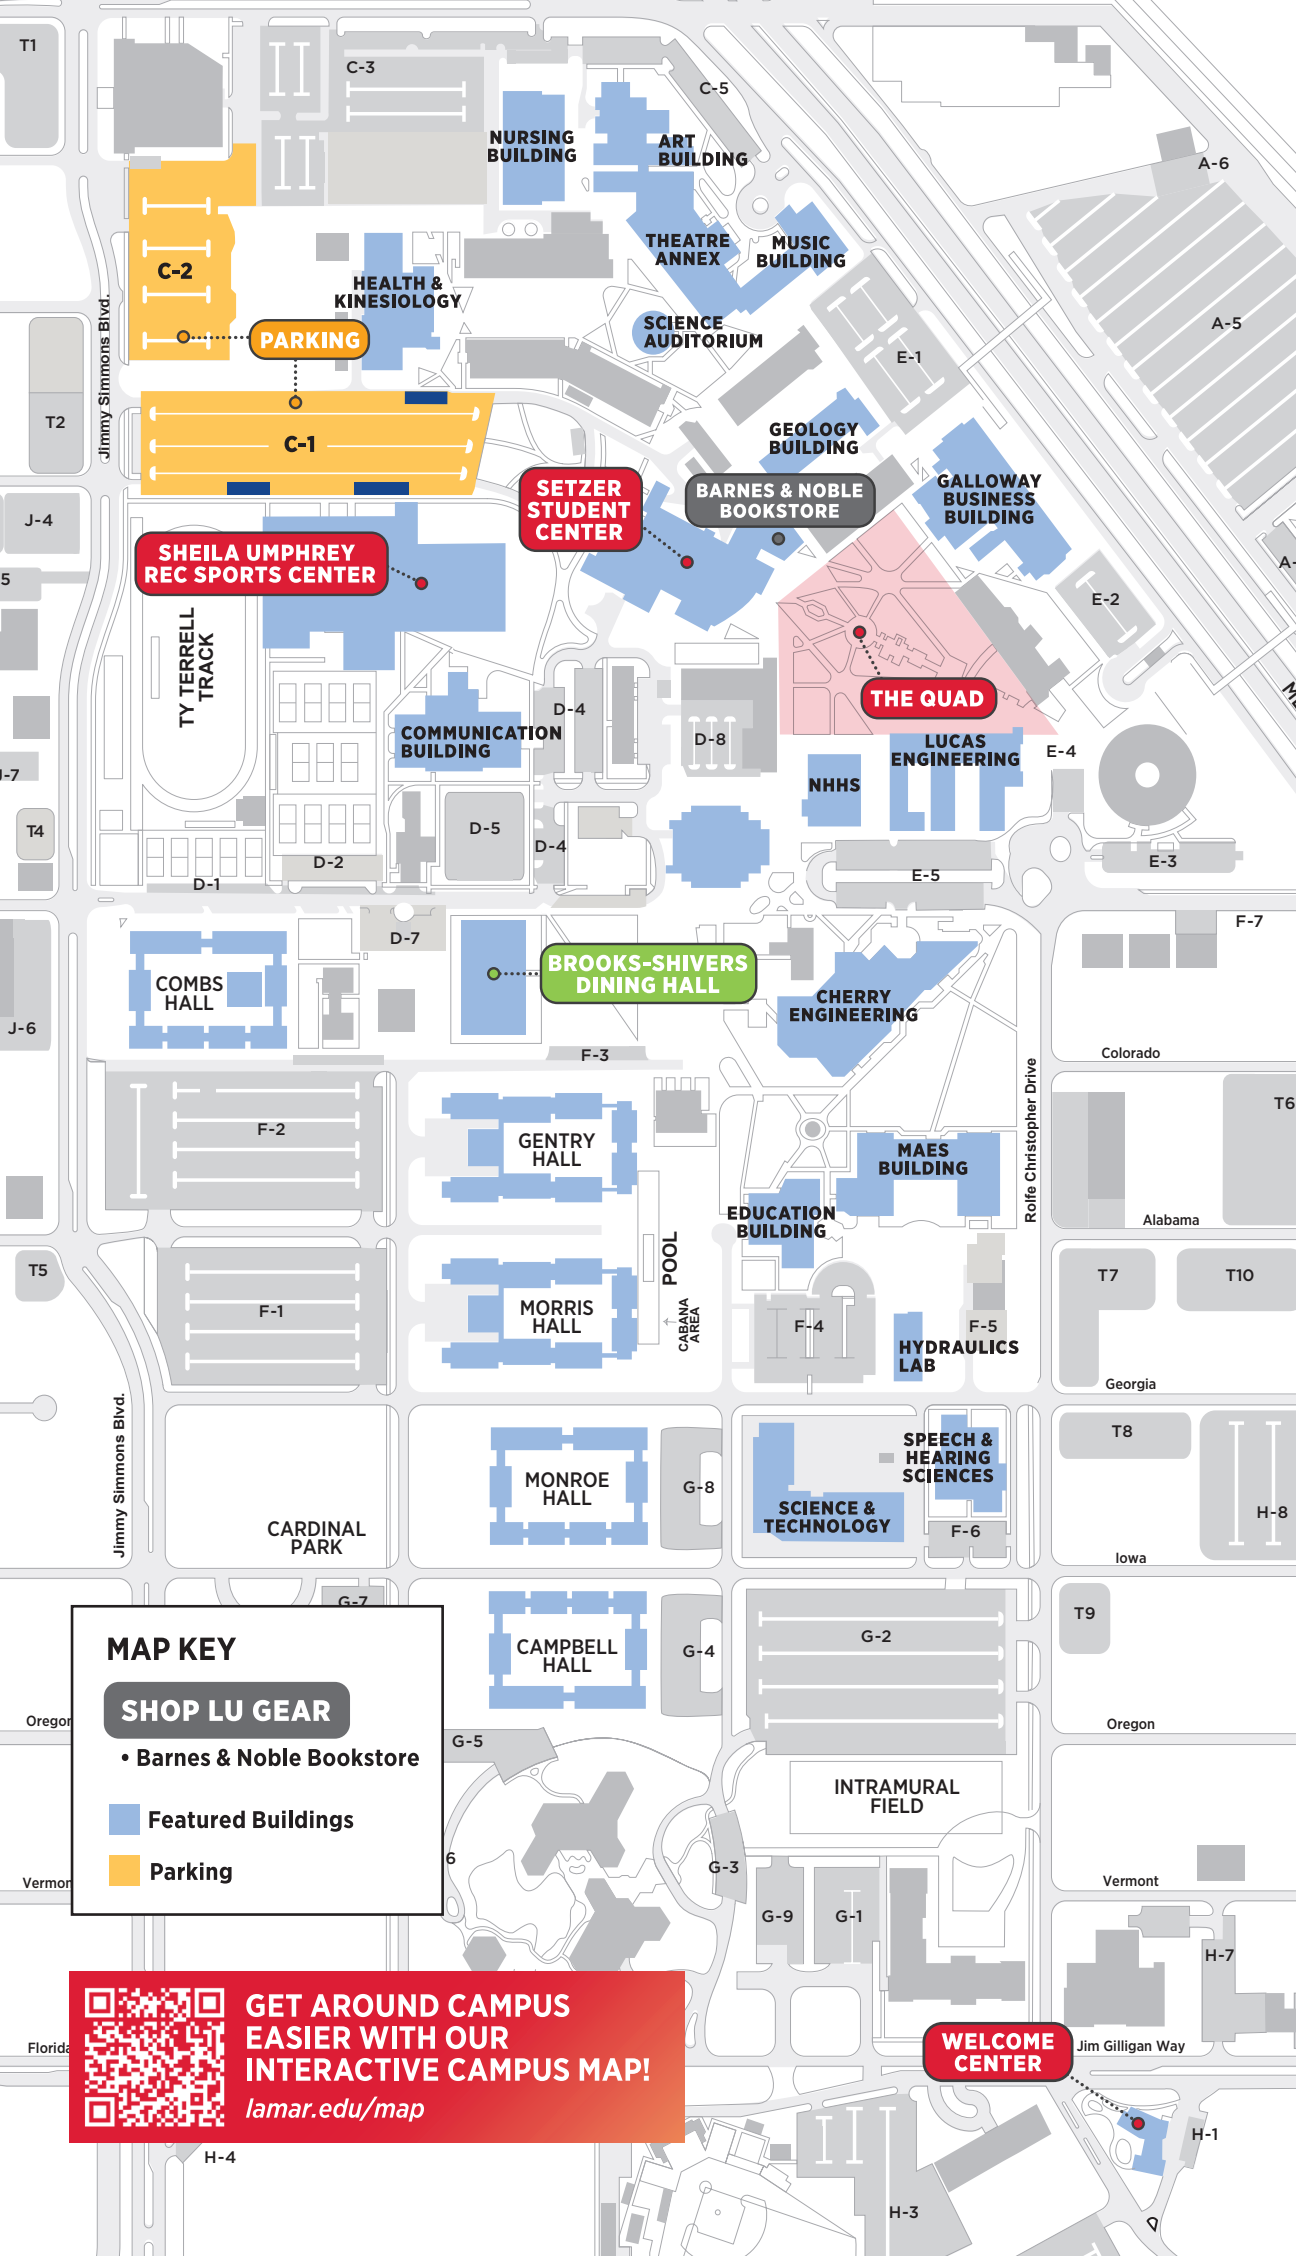 T1
C-3
C-5
NURSING
BUILDING
ART
BUILDING
A-6
C-2
THEATRE
ANNEX
MUSIC
BUILDING
HEALTH &
KINESIOLOGY
Jimmy Simmons Blvd.
PARKING
SCIENCE
AUDITORIUM
A-5
E-1
T2
C-1
GEOLOGY
BUILDING
SETZER
STUDENT
CENTER
BARNES & NOBLE
BOOKSTORE
GALLOWAY
BUSINESS
BUILDING
J-4
SHEILA UMPHREY
REC SPORTS CENTER
A-
5
E-2
TY TERRELL
TRACK
THE QUAD
D-4
COMMUNICATION
BUILDING
D-8
LUCAS
ENGINEERING
E-4
J-7
NHHS
T4
D-5
D-4
D-2
D-1
E-5
E-3
F-7
D-7
BROOKS-SHIVERS
DINING HALL
COMBS
HALL
CHERRY
ENGINEERING
J-6
F-3
Colorado
Rolfe Christopher Drive
T6
F-2
GENTRY
HALL
MAES
BUILDING
EDUCATION
BUILDING
Alabama
POOL
T5
T7
T10
F-1
MORRIS
HALL
CABANA
AREA
F-4
F-5
HYDRAULICS
LAB
Georgia
Jimmy Simmons Blvd.
T8
SPEECH &
HEARING
SCIENCES
MONROE
HALL
G-8
SCIENCE &
TECHNOLOGY
H-8
CARDINAL
PARK
F-6
Iowa
G-7
T9
MAP KEY
SHOP LU GEAR
• Barnes & Noble Bookstore
Featured Buildings
Parking
CAMPBELL
HALL
G-4
G-2
Oregon
Oregon
G-5
INTRAMURAL
FIELD
6
G-3
Vermon
Vermont
G-9
G-1
H-7
GET AROUND CAMPUS
EASIER WITH OUR
INTERACTIVE CAMPUS MAP!
lamar.edu/map
Florida
WELCOME
CENTER
Jim Gilligan Way
H-1
H-4
H-3
D